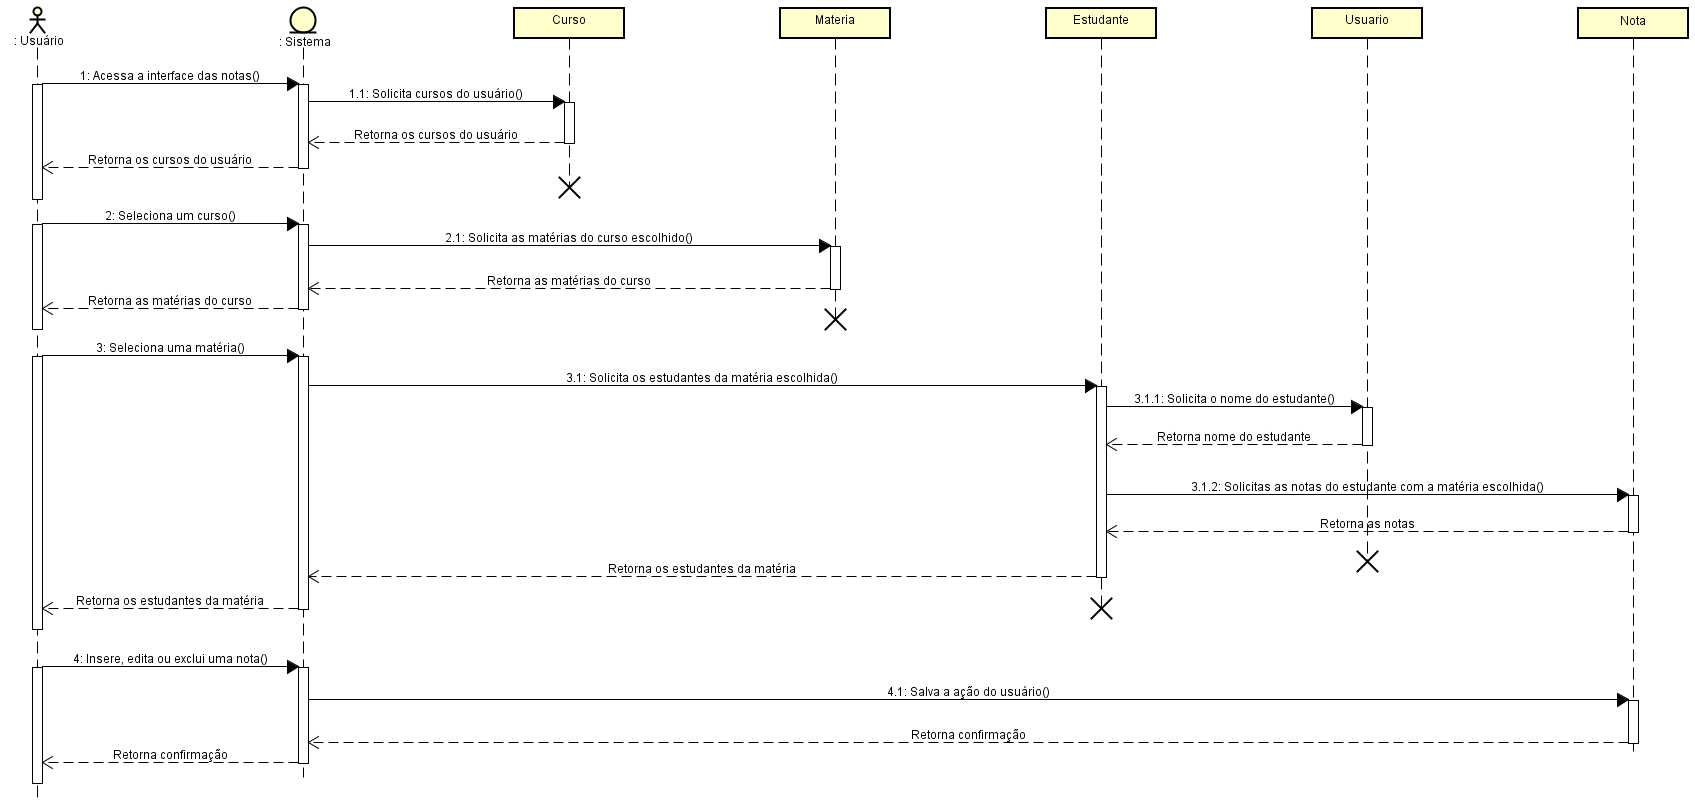 : Usuário
: Sistema
Curso
Materia
Estudante
Usuario
Nota
1: Acessa a interface das notas()
1.1: Solicita cursos do usuário()
Retorna os cursos do usuário
Retorna os cursos do usuário
2: Seleciona um curso()
2.1: Solicita as matérias do curso escolhido()
Retorna as matérias do curso
Retorna as matérias do curso
3: Seleciona uma matéria()
3.1: Solicita os estudantes da matéria escolhida()
3.1.1: Solicita o nome do estudante()
Retorna nome do estudante
3.1.2: Solicitas as notas do estudante com a matéria escolhida()
Retorna as notas
Retorna os estudantes da matéria
Retorna os estudantes da matéria
4: Insere, edita ou exclui uma nota()
4.1: Salva a ação do usuário()
Retorna confirmação
Retorna confirmação